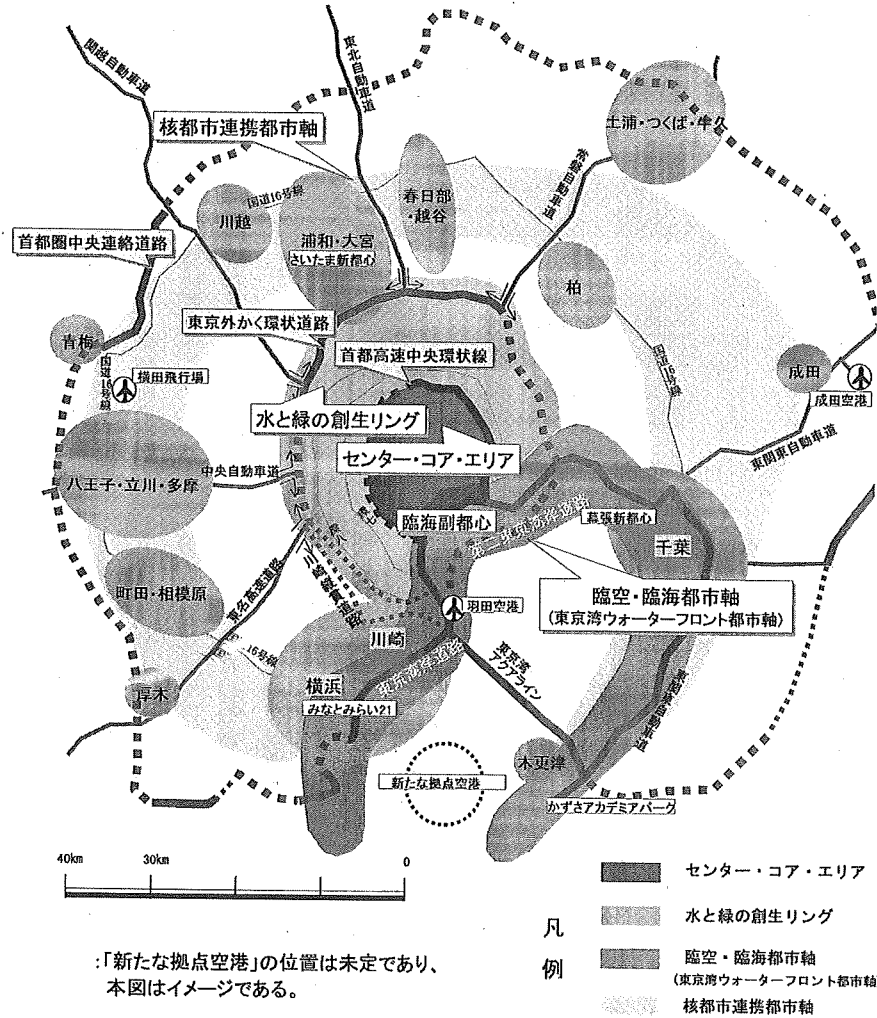 関越自動車道
東北自動車道
核都市連携都市軸
土浦・つくば・牛久
常磐自動車道
国道16号線
川越
春日部
・越谷
首都圏中央連絡道路
浦和・大宮
さいたま新都心
柏
東京外かく環状道路
青梅
首都高速中央環状線
国道16号線
国道16号線
横田飛行場
成田
成田空港
水と緑の創生リング
センター・コア・エリア
中央自動車道
東関東自動車道
八王子・立川・多摩
臨海副都心
第二東京湾岸道路
幕張新都心
千葉
町田・相模原
東名高速道路
川崎縦貫道路
羽田空港
臨空・臨海都市軸
(東京湾ウォーターフロント都市軸)
川崎
16号線
東京湾
アクアライン
東京湾岸道路
横浜
みなとみらい21
厚木
木更津
新たな拠点空港
かずさアカデミアパーク
40km
30km
0
凡
例
センター・コア・エリア
水と緑の創生リング
臨空・臨海都市軸
(東京湾ウォーターフロント都市軸
核都市連携都市軸
:「新たな拠点空港」の位置は未定であり、
本図はイメージである。